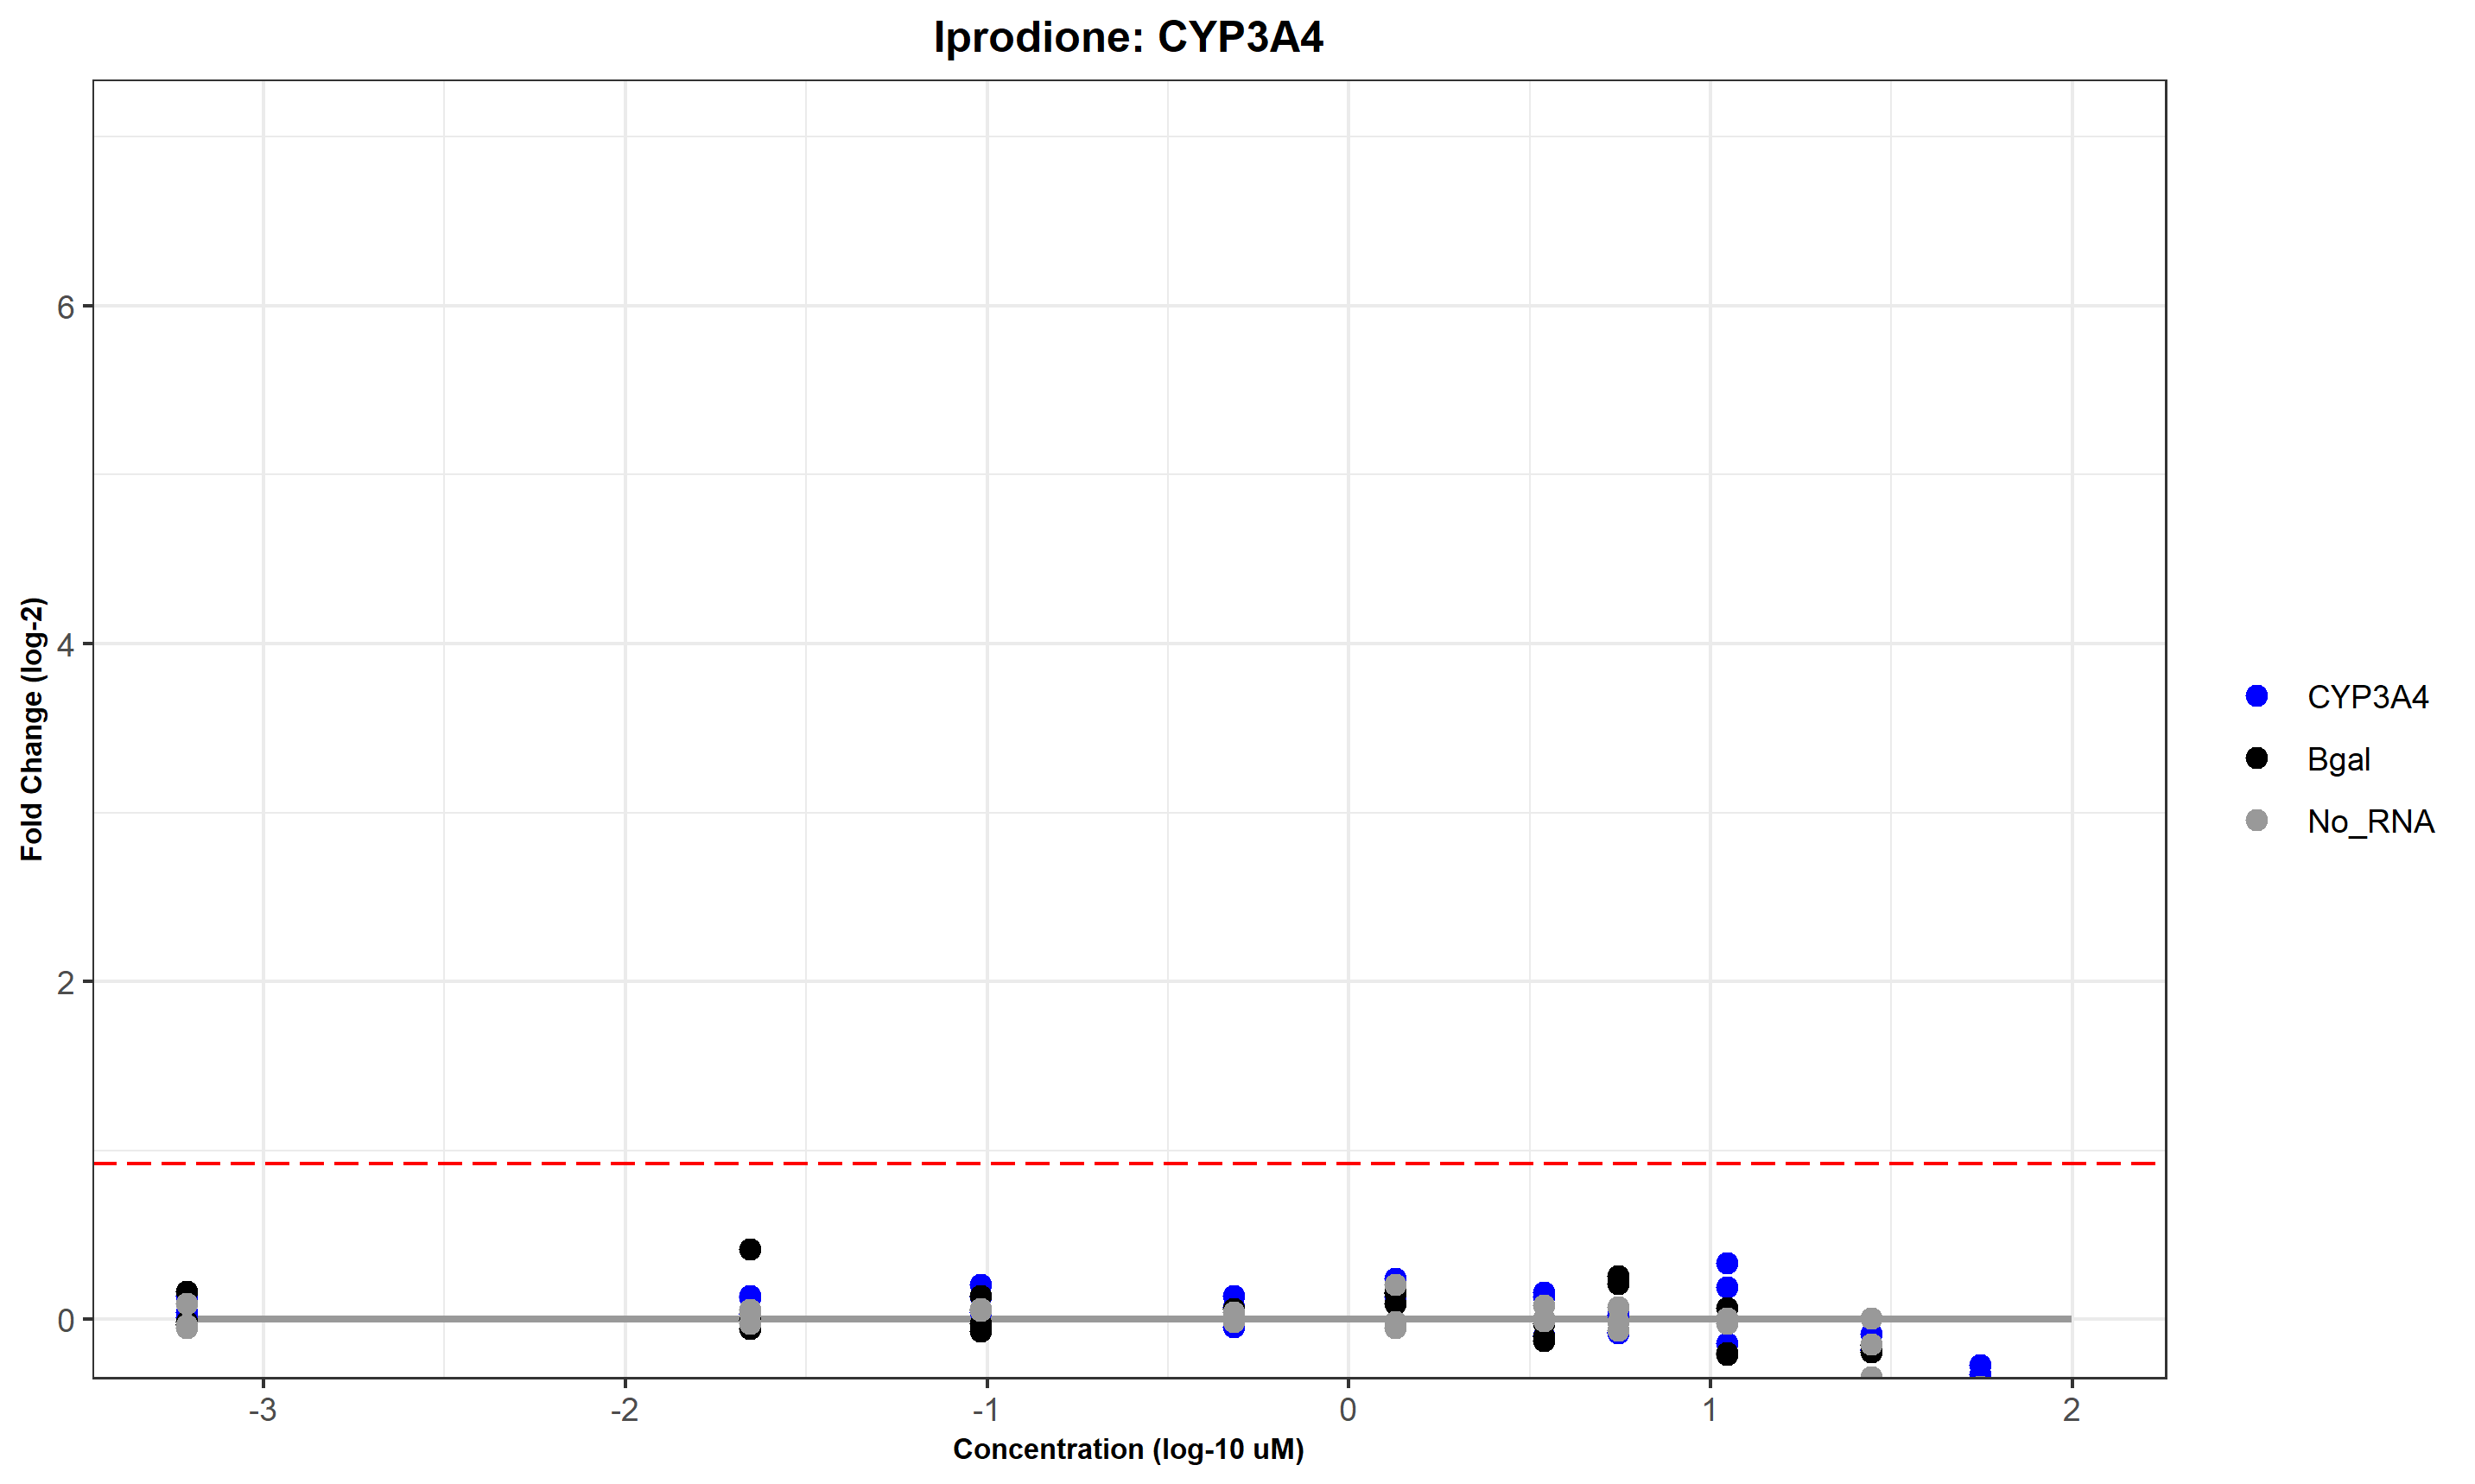 Iprodione: CYP3A4
Fold Change (log-2)
6
4
2
0
-3
-2
-1
0
1
2
Concentration (log-10 uM)
CYP3A4
Bgal
No_RNA